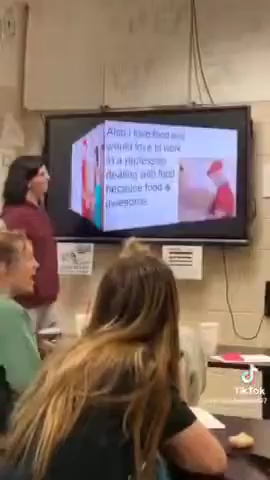 Also I love food and
would love to work
in a profession
dealing with food
because food is
awesome
TikTok